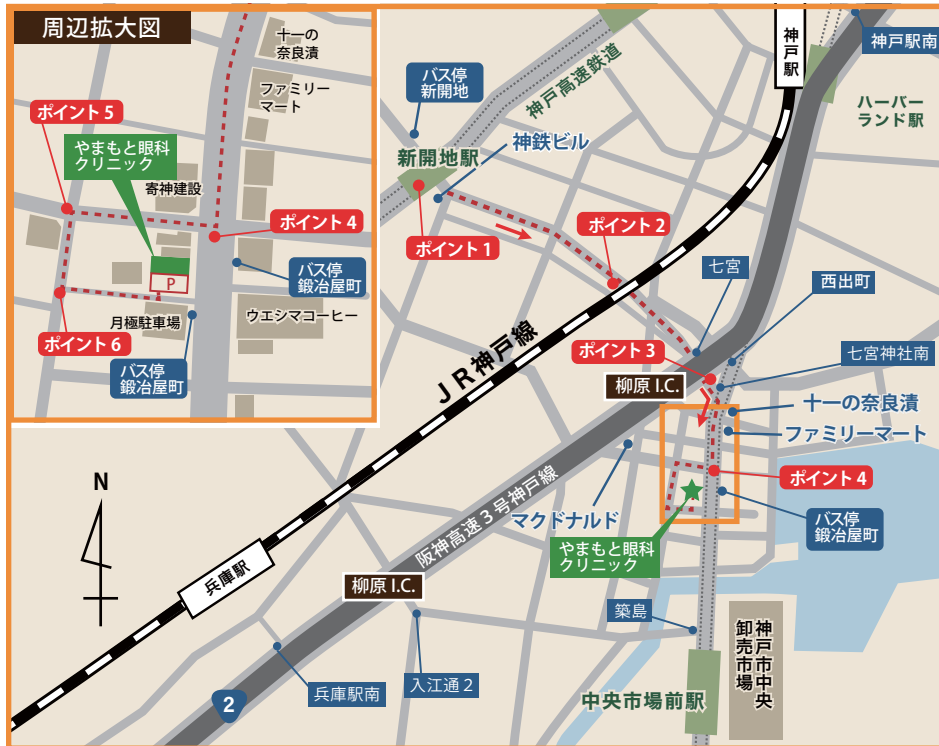 周辺拡大図
十一の
奈良漬
ファミリー
マート
ポイント5
やまもと眼科
クリニック
寄神建設
ポイント4
バス停
鍛冶屋町
P
月極駐車場
ウエシマコーヒー
ポイント6
バス停
鍛冶屋町
バス停
新開地
神戸高速鉄道
神戸駅
神戸駅南
ハーバー
ランド駅
新開地駅
神鉄ビル
ポイント1
ポイント2
七宮
西出町
JR神戸線
ポイント3
七宮神社南
柳原 I.C.
十一の奈良漬
ファミリーマート
ポイント4
阪神高速3号神戸線
マクドナルド
バス停
鍛冶屋町
やまもと眼科
クリニック
N
兵庫駅
柳原 I.C.
築島
神戸市中央
卸売市場
2
兵庫駅南
入江通2
中央市場前駅